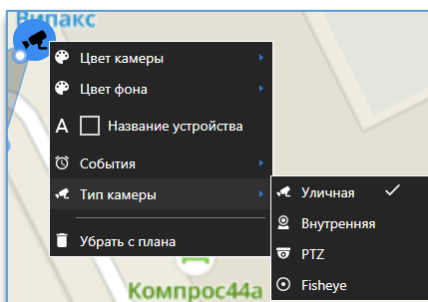 Випакс
Цвет камеры
Цвет фона
A Название устройства
События
Тип камеры
Уличная
Внутренняя
Убрать с плана
PTZ
Fisheye
Компрос44а